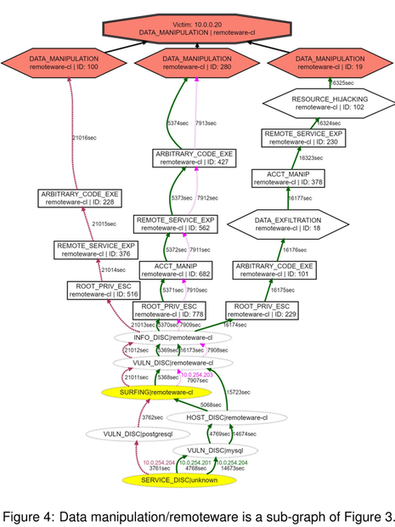 Victim: 10.0.0.20
DATA_MANIPULATION | remoteware-cl
DATA_MANIPULATION
remoteware-cl | ID: 100
DATA_MANIPULATION
remoteware-cl | ID: 280
DATA_MANIPULATION
remoteware-cl | ID: 19
16325sec
RESOURCE_HIJACKING
remoteware-cl | ID: 102
21016sec
5374sec
7913sec
16324sec
REMOTE_SERVICE_EXP
remoteware-cl | ID: 230
ARBITRARY_CODE_EXE
remoteware-cl | ID: 427
16323sec
ACCT_MANIP
remoteware-cl | ID: 378
ARBITRARY_CODE_EXE
remoteware-cl | ID: 228
5373sec
7912sec
16177sec
REMOTE_SERVICE_EXP
remoteware-cl | ID: 562
DATA_EXFILTRATION
remoteware-cl | ID: 18
21015sec
REMOTE_SERVICE_EXP
remoteware-cl | ID: 376
5372sec
7911sec
16176sec
21014sec
ACCT_MANIP
remoteware-cl | ID: 682
ARBITRARY_CODE_EXE
remoteware-cl | ID: 101
ROOT_PRIV_ESC
remoteware-cl | ID: 516
5371sec
7910sec
16175sec
ROOT_PRIV_ESC
remoteware-cl | ID: 778
ROOT_PRIV_ESC
remoteware-cl | ID: 229
21013sec
5370sec
7909sec
16174sec
INFO_DISC|remoteware-cl
21012sec
5369sec
16173sec
7908sec
VULN_DISC|remoteware-cl
21011sec
5368sec
10.0.254.203
7907sec
15723sec
SURFING|remoteware-cl
5068sec
3762sec
HOST_DISC|remoteware-cl
4769sec
14674sec
VULN_DISC|postgresql
VULN_DISC|mysql
10.0.254.204
3761sec
10.0.254.201
4768sec
10.0.254.204
14673sec
SERVICE_DISC|unknown
Figure 4: Data manipulation/remoteware is a sub-graph of Figure 3.